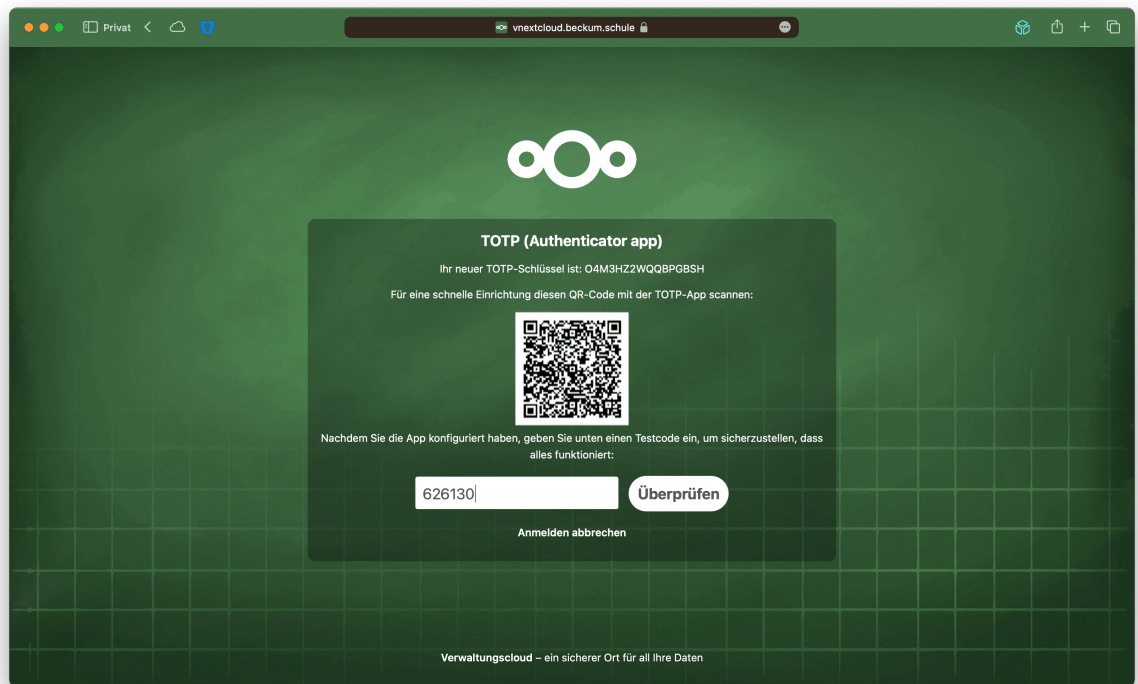 Privat
vnextcloud.beckum.schule
TOTP (Authenticator app)
Ihr neuer TOTP-Schlüssel ist: O4M3HZ2WQQBPGBSH
Für eine schnelle Einrichtung diesen QR-Code mit der TOTP-App scannen:
Nachdem Sie die App konfiguriert haben, geben Sie unten einen Testcode ein, um sicherzustellen, dass
alles funktioniert:
626130
Überprüfen
Anmelden abbrechen
Verwaltungscloud – ein sicherer Ort für all Ihre Daten